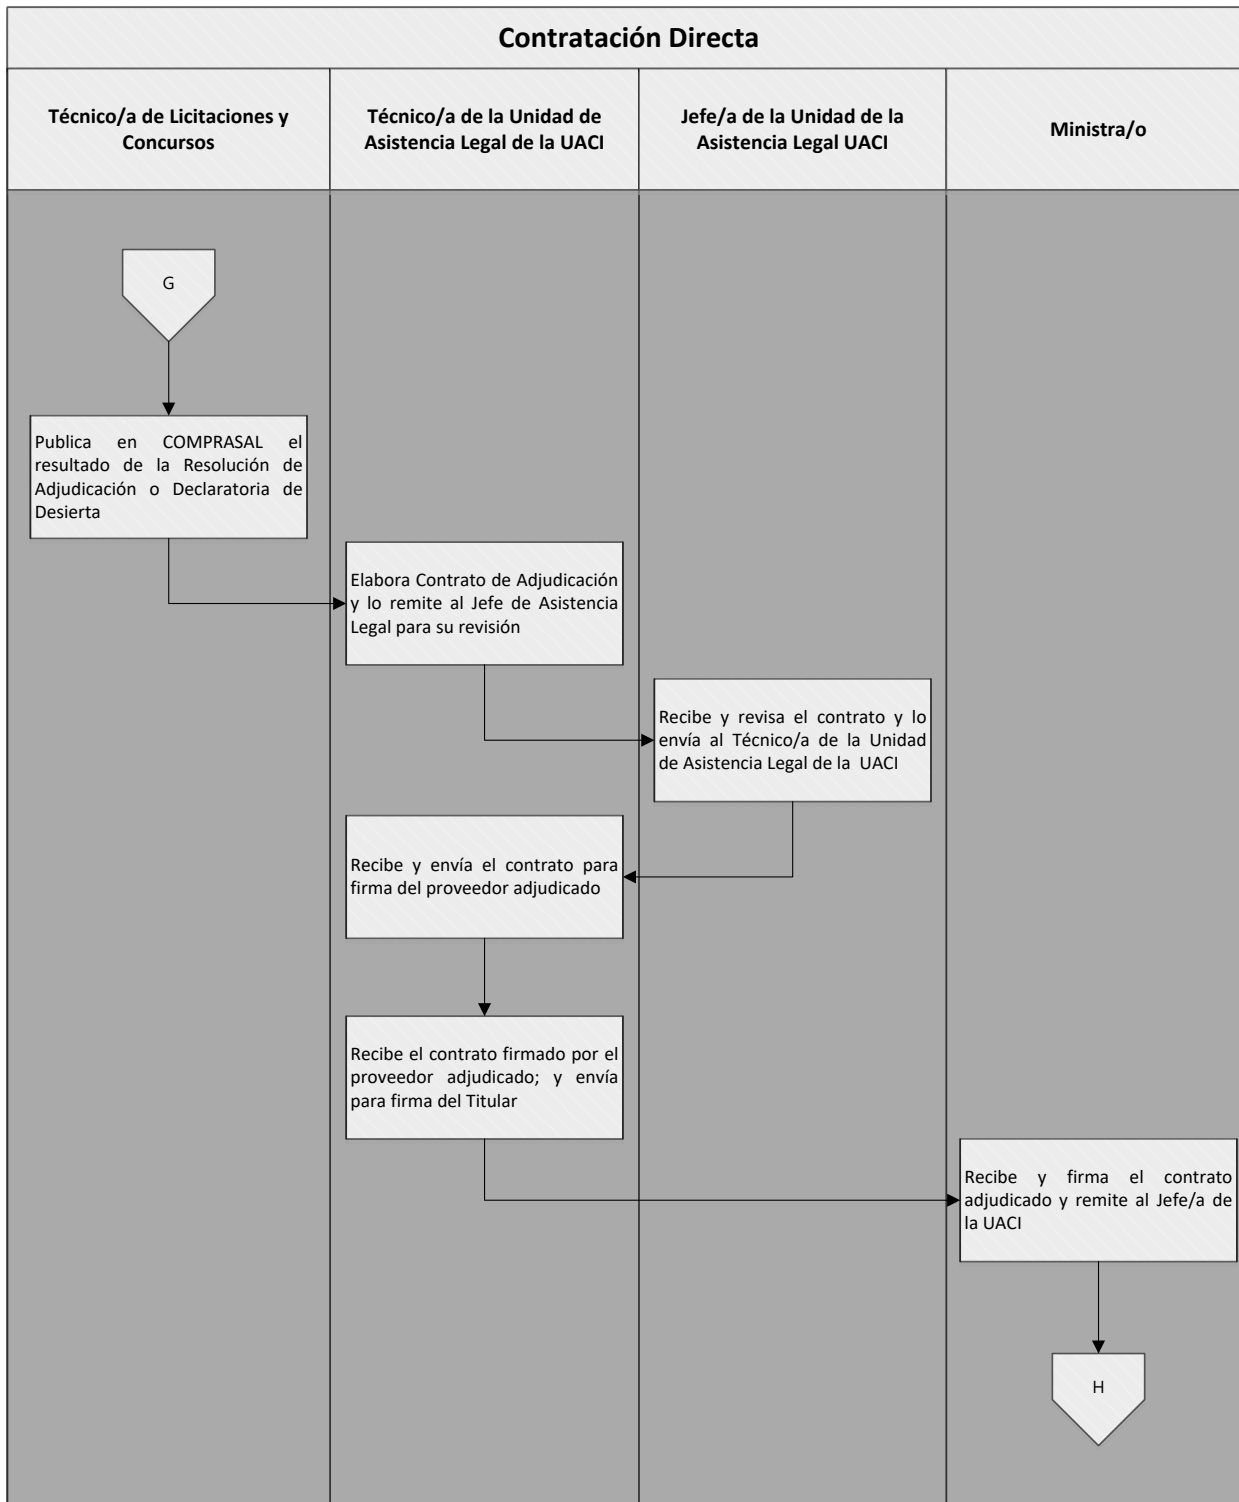 Contratación Directa
Técnico/a de Licitaciones y
Concursos
Técnico/a de la Unidad de
Asistencia Legal de la UACI
Jefe/a de la Unidad de la
Asistencia Legal UACI
Ministra/o
G
Publica en COMPRASAL el
resultado de la Resolución de
Adjudicación o Declaratoria de
Desierta
Elabora Contrato de Adjudicación
y lo remite al Jefe de Asistencia
Legal para su revisión
Recibe y revisa el contrato y lo
envía al Técnico/a de la Unidad
de Asistencia Legal de la UACI
Recibe y envía el contrato para
firma del proveedor adjudicado
Recibe el contrato firmado por el
proveedor adjudicado; y envía
para firma del Titular
Recibe y firma el contrato
adjudicado y remite al Jefe/a de
la UACI
H